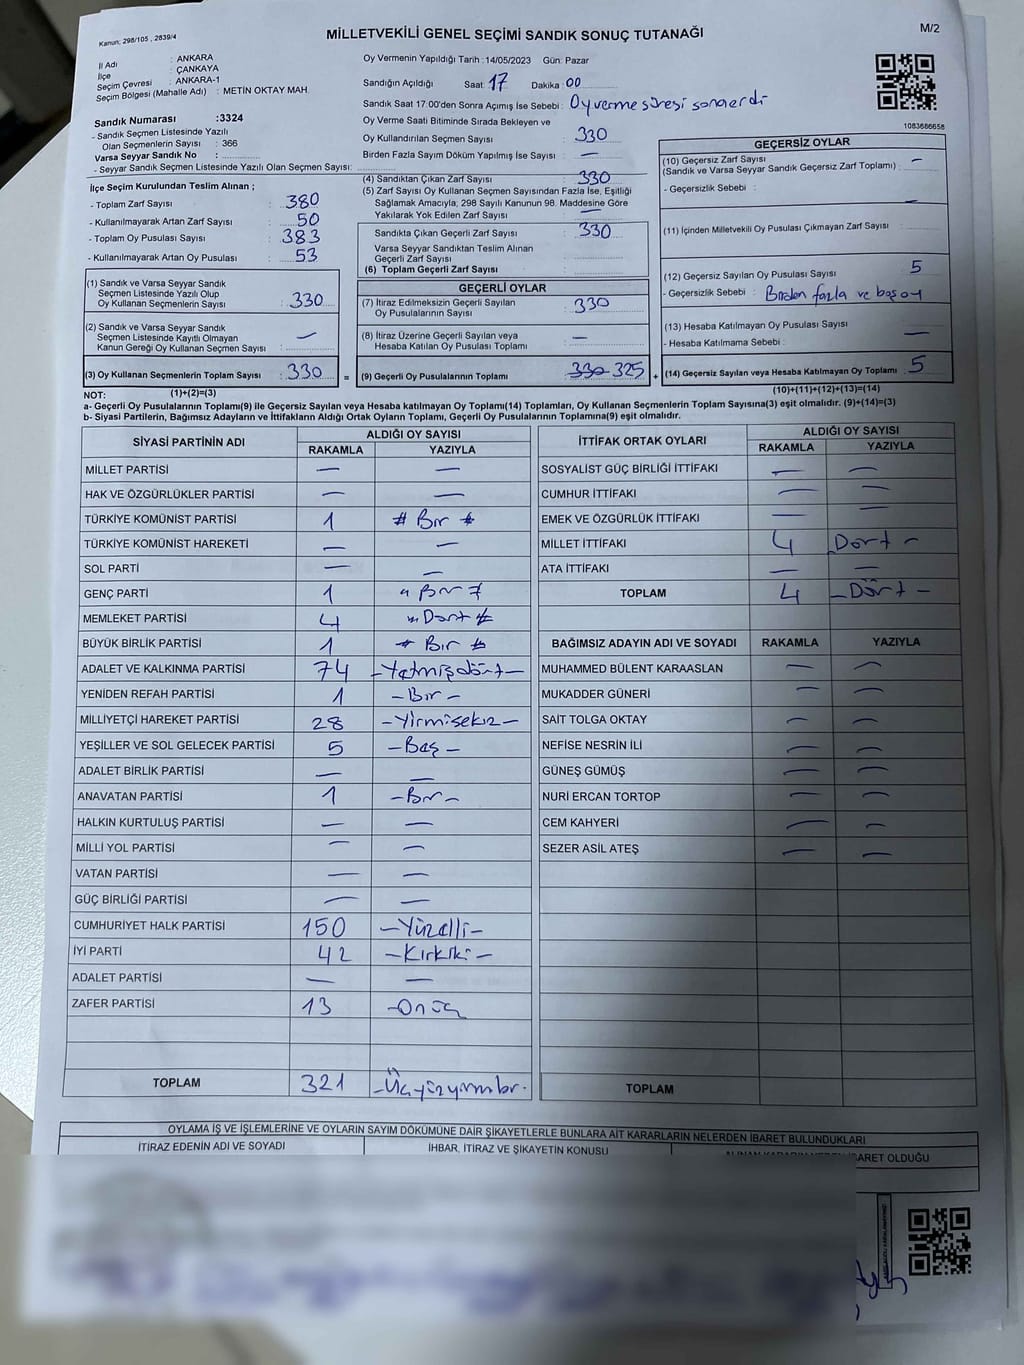 Kanun: 298/105 , 2839/4
MİLLETVEKİLİ GENEL SEÇİMİ SANDIK SONUÇ TUTANAĞI
M/2
İl Adı : ANKARA
İlçe : ÇANKAYA
Seçim Çevresi : ANKARA-1
Seçim Bölgesi (Mahalle Adı) : METİN OKTAY MAH.
Sandık Numarası :3324
- Sandık Seçmen Listesinde Yazılı
Olan Seçmenlerin Sayısı : 366
Varsa Seyyar Sandık No :
- Seyyar Sandık Seçmen Listesinde Yazılı Olan Seçmen Sayısı:
İlçe Seçim Kurulundan Teslim Alınan ;
- Toplam Zarf Sayısı : 380
- Kullanılmayarak Artan Zarf Sayısı : 50
- Toplam Oy Pusulası Sayısı : 383
- Kullanılmayarak Artan Oy Pusulası : 53
Oy Vermenin Yapıldığı Tarih : 14/05/2023 Gün: Pazar
Sandığın Açıldığı Saat 17 Dakika 00
Sandık Saat 17.00'den Sonra Açımış İse Sebebi : Oy verme süresi sona erdi
Oy Verme Saati Bitiminde Sırada Bekleyen ve
Oy Kullandırılan Seçmen Sayısı : 330
Birden Fazla Sayım Döküm Yapılmış İse Sayısı : —
(4) Sandıktan Çıkan Zarf Sayısı : 330
(5) Zarf Sayısı Oy Kullanan Seçmen Sayısından Fazla İse, Eşitliği
Sağlamak Amacıyla; 298 Sayılı Kanunun 98. Maddesine Göre
Yakılarak Yok Edilen Zarf Sayısı : —
Sandıkta Çıkan Geçerli Zarf Sayısı : 330
Varsa Seyyar Sandıktan Teslim Alınan
Geçerli Zarf Sayısı :
(6) Toplam Geçerli Zarf Sayısı :
1083686658
GEÇERSİZ OYLAR
(10) Geçersiz Zarf Sayısı
(Sandık ve Varsa Seyyar Sandık Geçersiz Zarf Toplamı) : —
- Geçersizlik Sebebi : —
(11) İçinden Milletvekili Oy Pusulası Çıkmayan Zarf Sayısı :
(12) Geçersiz Sayılan Oy Pusulası Sayısı : 5
- Geçersizlik Sebebi : Birden fazla ve boş oy
(13) Hesaba Katılmayan Oy Pusulası Sayısı : —
- Hesaba Katılmama Sebebi :
(14) Geçersiz Sayılan veya Hesaba Katılmayan Oy Toplamı : 5
(1) Sandık ve Varsa Seyyar Sandık
Seçmen Listesinde Yazılı Olup
Oy Kullanan Seçmenlerin Sayısı : 330
(2) Sandık ve Varsa Seyyar Sandık
Seçmen Listesinde Kayıtlı Olmayan
Kanun Gereği Oy Kullanan Seçmen Sayısı : —
(3) Oy Kullanan Seçmenlerin Toplam Sayısı : 330 =
GEÇERLİ OYLAR
(7) İtiraz Edilmeksizin Geçerli Sayılan
Oy Pusulalarının Sayısı : 330
(8) İtiraz Üzerine Geçerli Sayılan veya
Hesaba Katılan Oy Pusulası Toplamı : —
(9) Geçerli Oy Pusulalarının Toplamı : 330 325 +
NOT: (1)+(2)=(3) (10)+(11)+(12)+(13)=(14)
a- Geçerli Oy Pusulalarının Toplamı(9) ile Geçersiz Sayılan veya Hesaba katılmayan Oy Toplamı(14) Toplamları, Oy Kullanan Seçmenlerin Toplam Sayısına(3) eşit olmalıdır. (9)+(14)=(3)
b- Siyasi Partilerin, Bağımsız Adayların ve İttifakların Aldığı Ortak Oyların Toplamı, Geçerli Oy Pusulalarının Toplamına(9) eşit olmalıdır.
SİYASİ PARTİNİN ADI ALDIĞI OY SAYISI
RAKAMLA YAZIYLA
MİLLET PARTİSİ — —
HAK VE ÖZGÜRLÜKLER PARTİSİ — —
TÜRKİYE KOMÜNİST PARTİSİ 1 # Bır #
TÜRKİYE KOMÜNİST HAREKETİ — —
SOL PARTİ — —
GENÇ PARTİ 1 Bır
MEMLEKET PARTİSİ 4 Dört
BÜYÜK BİRLİK PARTİSİ 1 # Bır #
ADALET VE KALKINMA PARTİSİ 74 -Yetmişdört-
YENİDEN REFAH PARTİSİ 1 -Bır-
MİLLİYETÇİ HAREKET PARTİSİ 28 -Yirmisekız-
YEŞİLLER VE SOL GELECEK PARTİSİ 5 -Beş-
ADALET BİRLİK PARTİSİ — —
ANAVATAN PARTİSİ 1 -Bır-
HALKIN KURTULUŞ PARTİSİ — —
MİLLİ YOL PARTİSİ — —
VATAN PARTİSİ — —
GÜÇ BİRLİĞİ PARTİSİ — —
CUMHURİYET HALK PARTİSİ 150 -Yüzelli-
İYİ PARTİ 42 -Kırkiki-
ADALET PARTİSİ — —
ZAFER PARTİSİ 13 -Onüç
TOPLAM 321 -Üçyüzyırmıbır-
İTTİFAK ORTAK OYLARI ALDIĞI OY SAYISI
RAKAMLA YAZIYLA
SOSYALİST GÜÇ BİRLİĞİ İTTİFAKI — —
CUMHUR İTTİFAKI — —
EMEK VE ÖZGÜRLÜK İTTİFAKI — —
MİLLET İTTİFAKI 4 Dört -
ATA İTTİFAKI — —
TOPLAM 4 -Dört-
BAĞIMSIZ ADAYIN ADI VE SOYADI RAKAMLA YAZIYLA
MUHAMMED BÜLENT KARAASLAN — —
MUKADDER GÜNERİ — —
SAİT TOLGA OKTAY — —
NEFİSE NESRİN İLİ — —
GÜNEŞ GÜMÜŞ — —
NURİ ERCAN TORTOP — —
CEM KAHYERİ — —
SEZER ASİL ATEŞ — —
TOPLAM
OYLAMA İŞ VE İŞLEMLERİNE VE OYLARIN SAYIM DÖKÜMÜNE DAİR ŞİKAYETLERLE BUNLARA AİT KARARLARIN NELERDEN İBARET BULUNDUKLARI
İTİRAZ EDENİN ADI VE SOYADI İHBAR, İTİRAZ VE ŞİKAYETİN KONUSU OLDUĞU